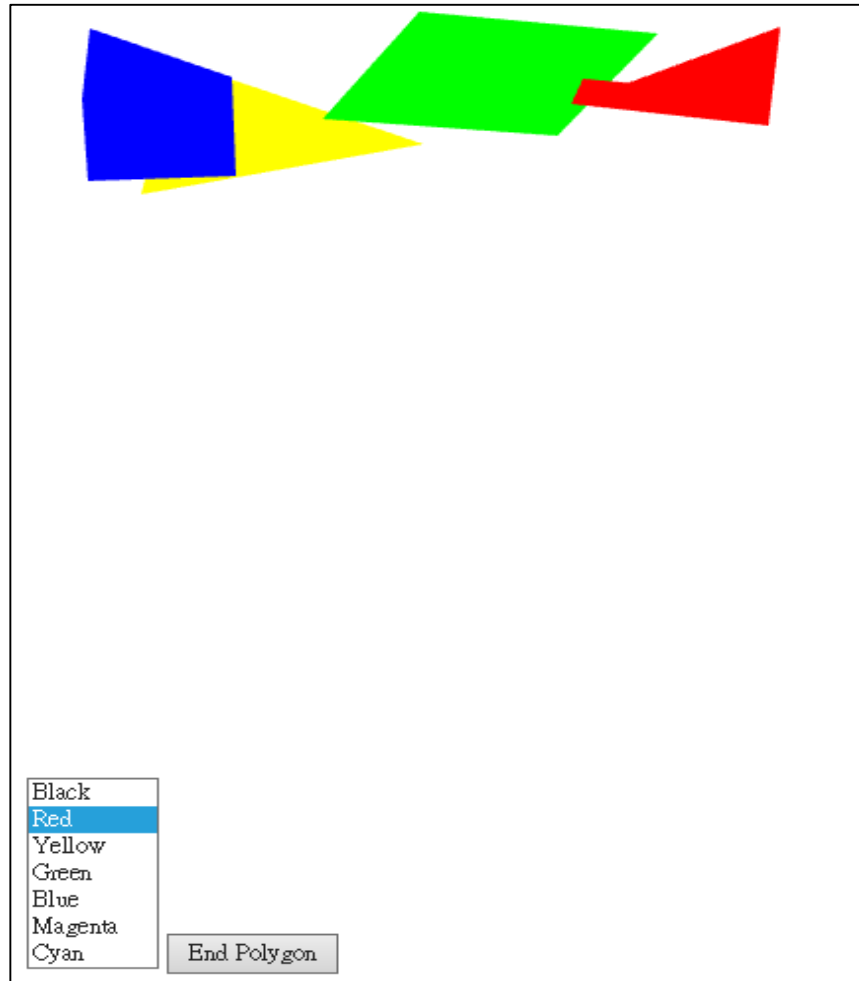 Black
Red
Yellow
Green
Blue
Magenta
Cyan
End Polygon